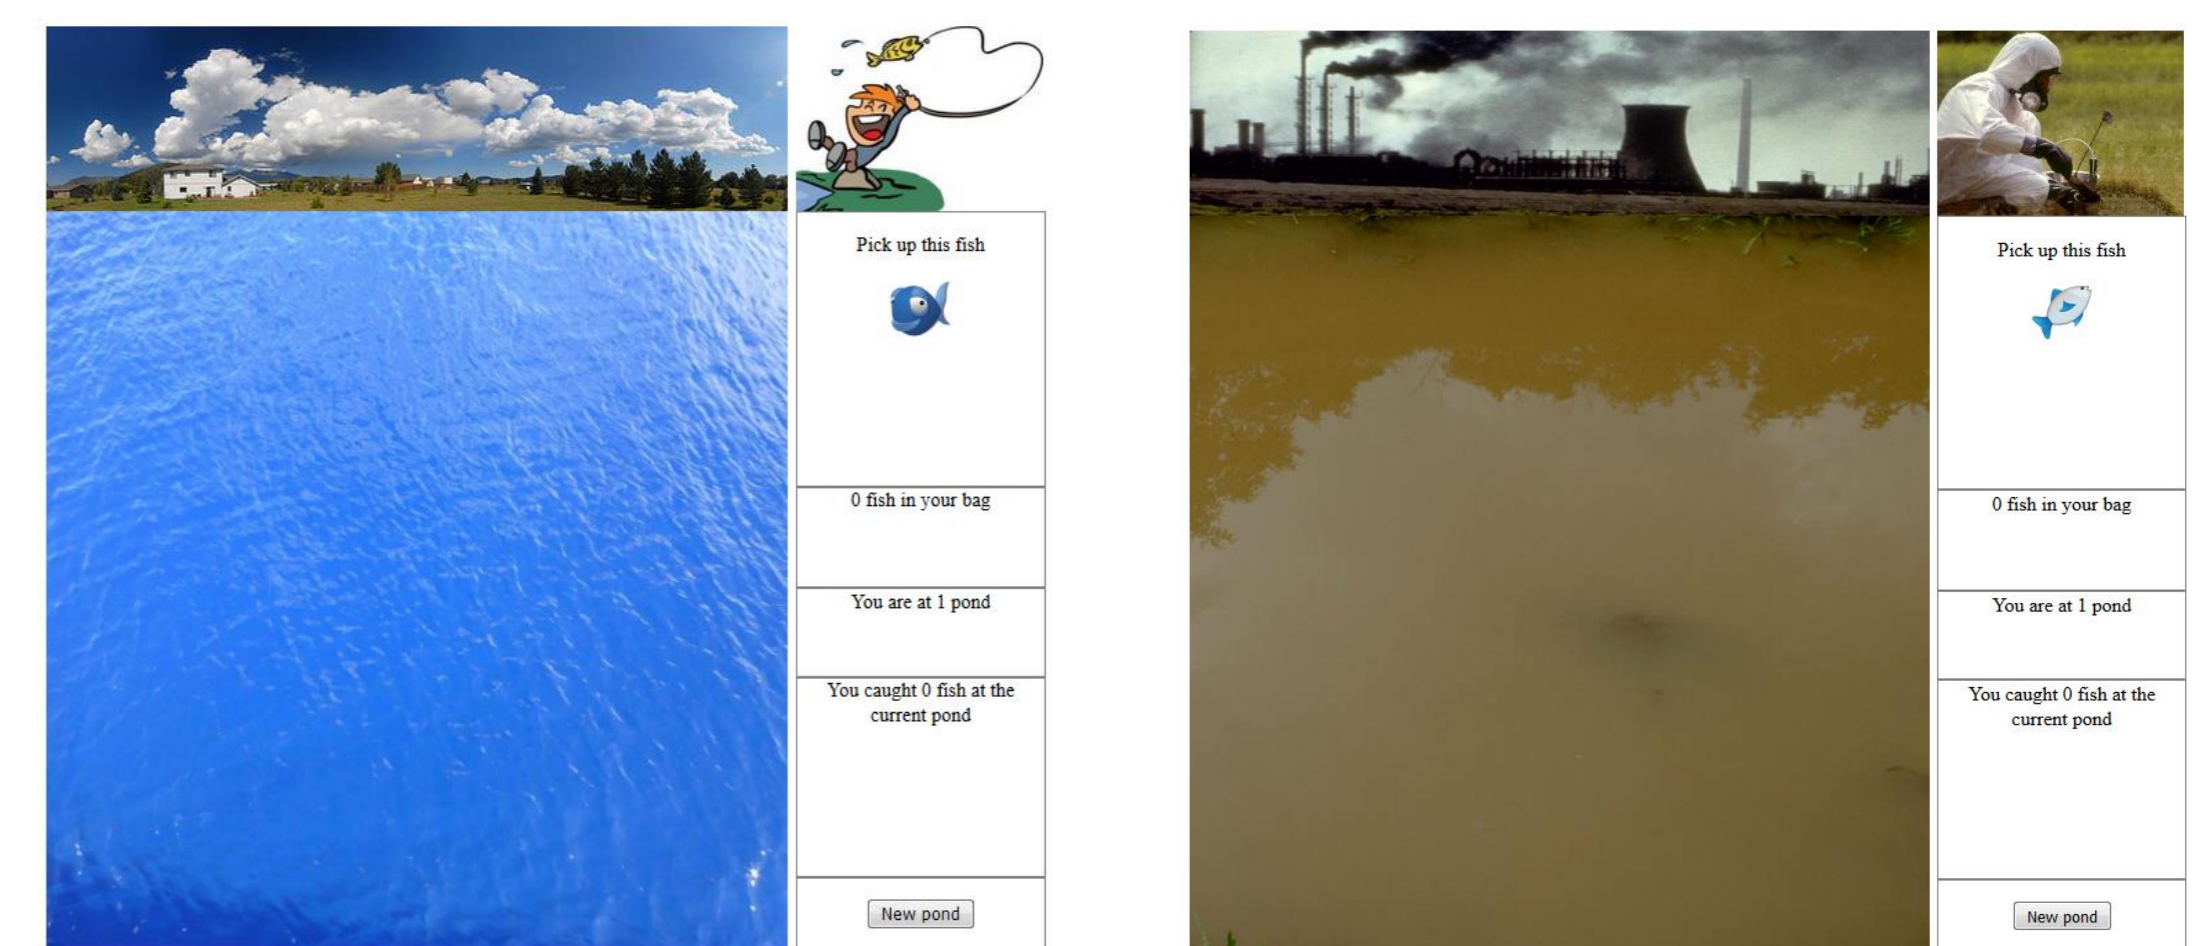 Pick up this fish
0 fish in your bag
You are at 1 pond
You caught 0 fish at the
current pond
New pond
Pick up this fish
0 fish in your bag
You are at 1 pond
You caught 0 fish at the
current pond
New pond